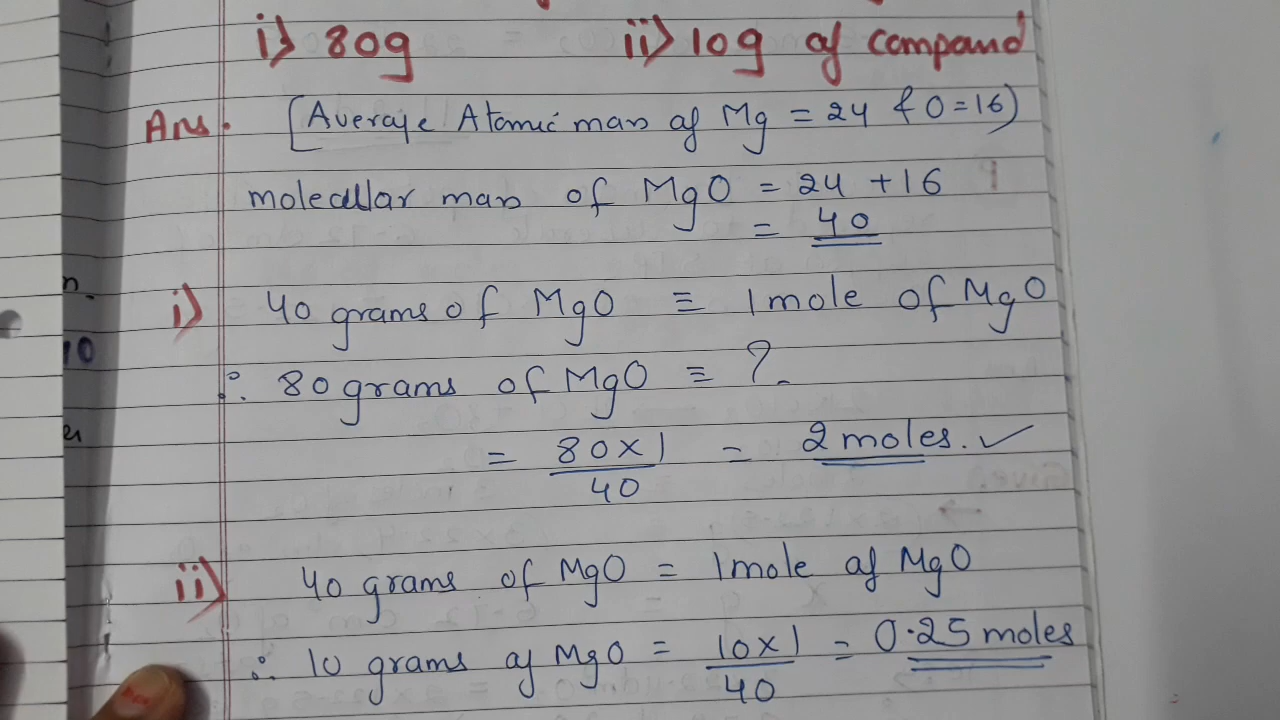 i) 80g ii) 10g of compound
Ans. [Average Atomic mass of Mg = 24 & O=16)
molecular mass of MgO = 24 + 16
= 40
i) 40 grams of MgO ≡ 1 mole of MgO
∴ 80 grams of MgO ≡ ?
= 80×1/40 = 2 moles. ✓
ii) 40 grams of MgO = 1 mole of MgO
∴ 10 grams of MgO = 10×1/40 = 0.25 moles
n.
10